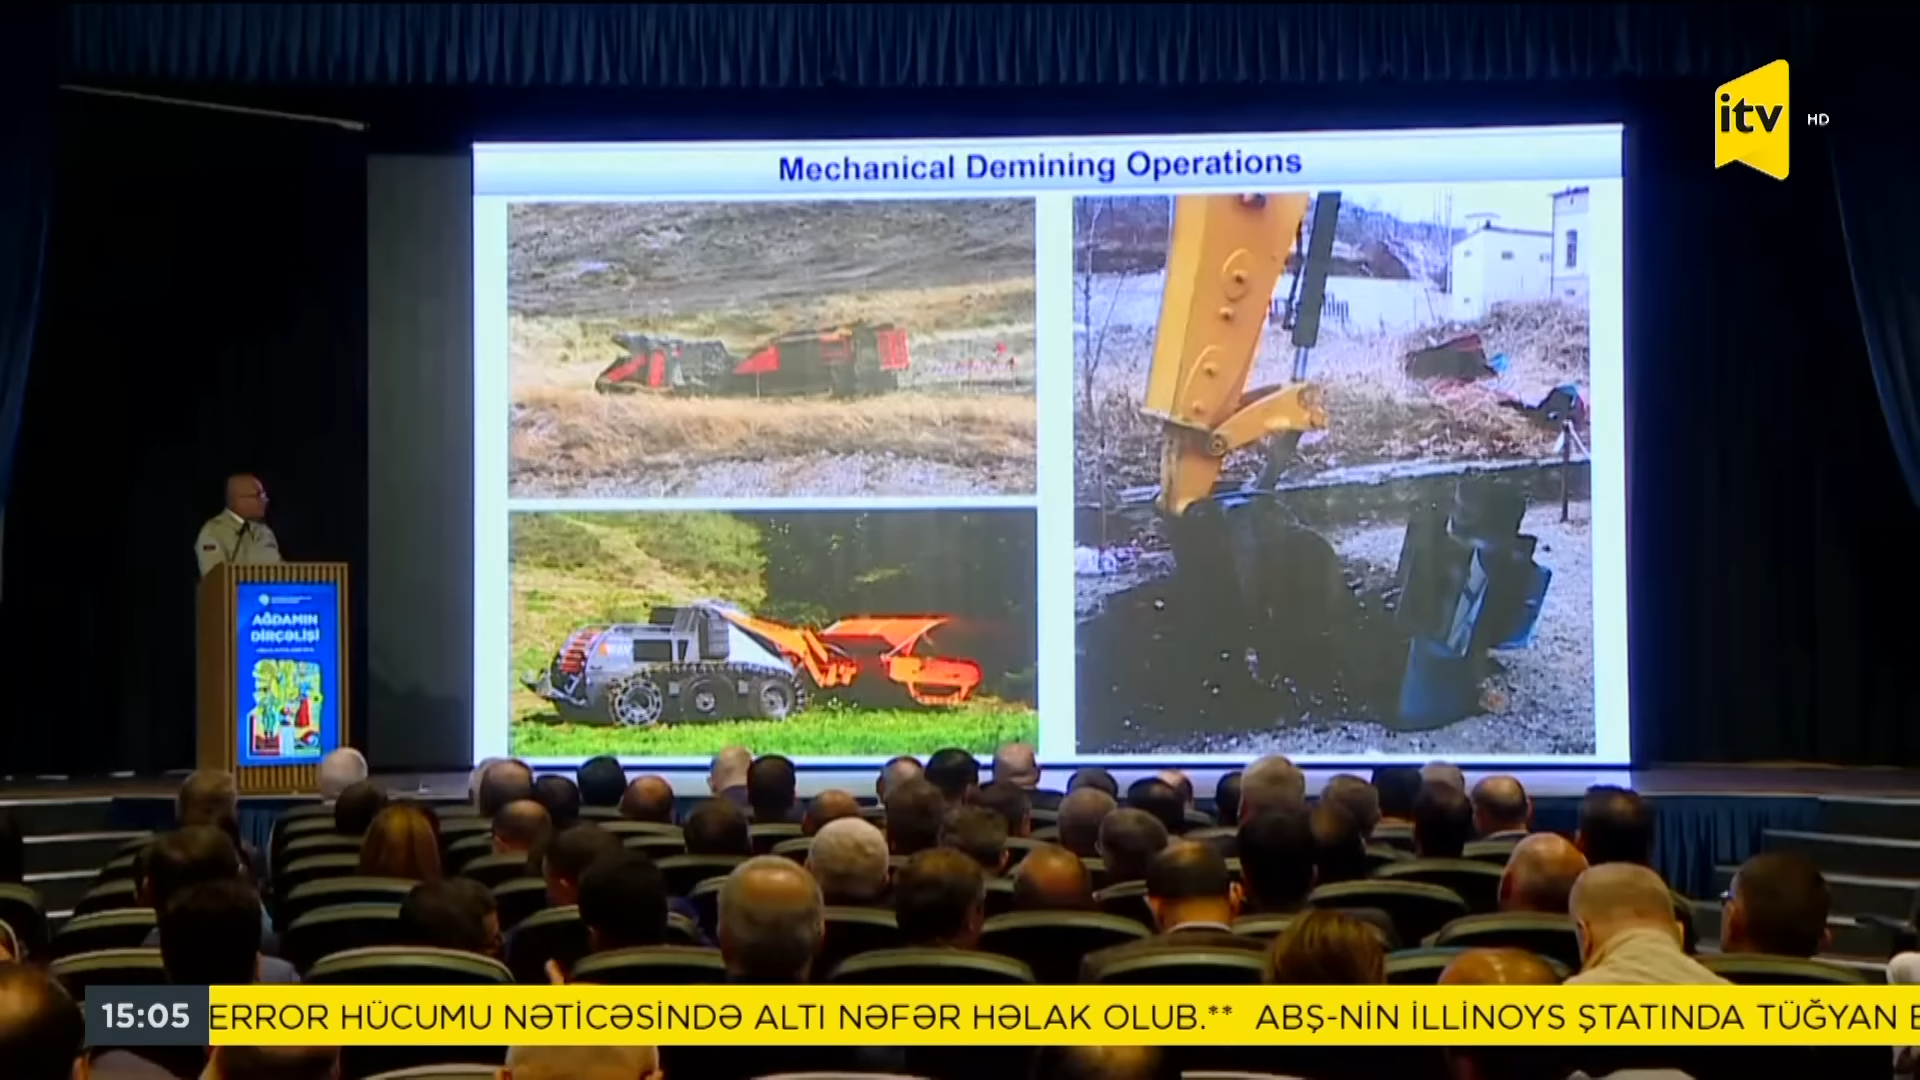 itv HD
Mechanical Demining Operations
AĞDAMIN
DİRÇƏLİŞİ
15:05 ERROR HÜCUMU NƏTİCƏSİNDƏ ALTI NƏFƏR HƏLAK OLUB.** ABŞ-NİN İLLİNOYS ŞTATINDA TÜĞYAN E